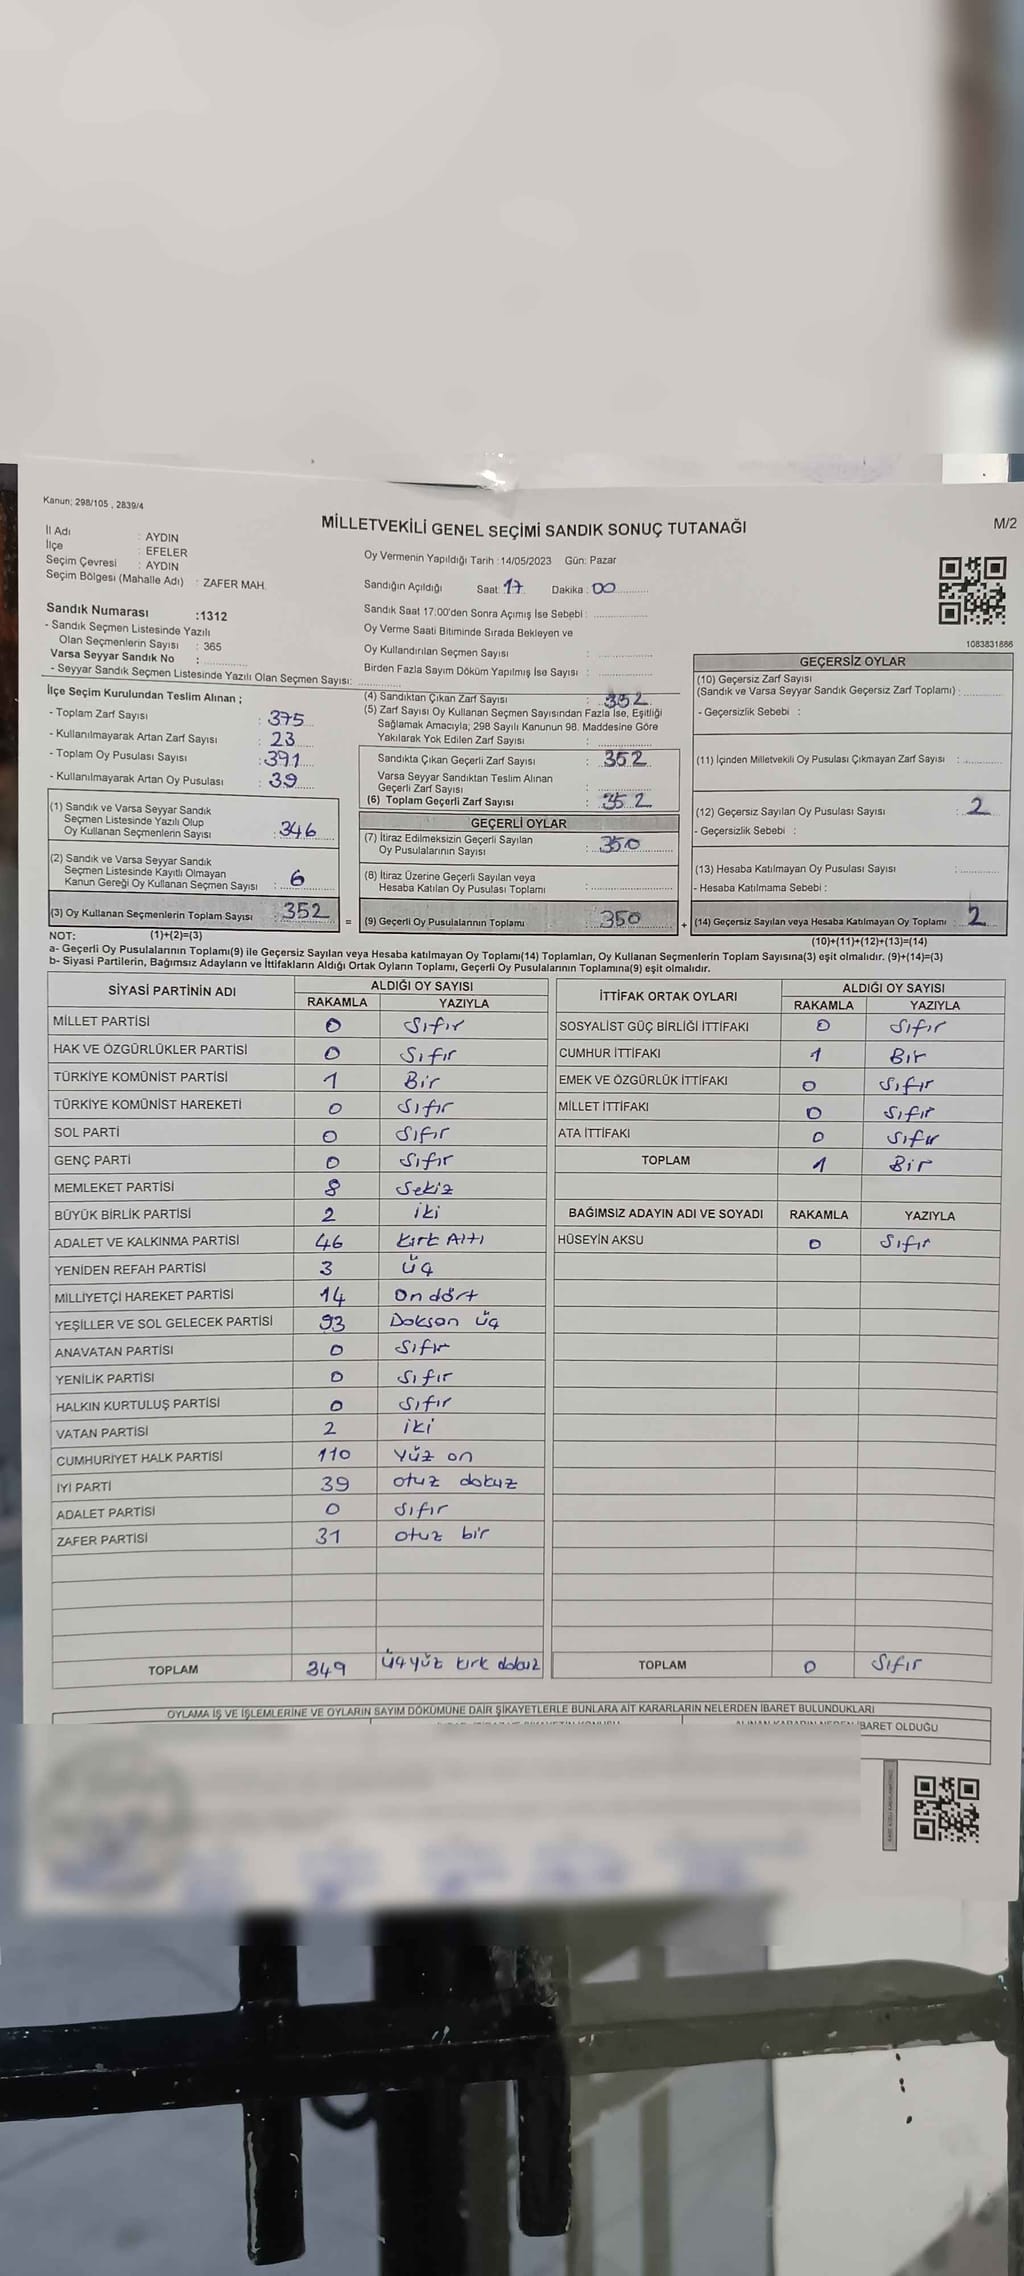 Kanun; 298/105 , 2839/4
MİLLETVEKİLİ GENEL SEÇİMİ SANDIK SONUÇ TUTANAĞI
M/2
İl Adı : AYDIN
İlçe : EFELER
Seçim Çevresi : AYDIN
Seçim Bölgesi (Mahalle Adı) : ZAFER MAH.
Oy Vermenin Yapıldığı Tarih :14/05/2023 Gün: Pazar
Sandığın Açıldığı Saat: 17 Dakika : 00
Sandık Saat 17:00'den Sonra Açımış İse Sebebi :
Oy Verme Saati Bitiminde Sırada Bekleyen ve
Oy Kullandırılan Seçmen Sayısı :
Birden Fazla Sayım Döküm Yapılmış İse Sayısı :
1083831866
Sandık Numarası :1312
- Sandık Seçmen Listesinde Yazılı
Olan Seçmenlerin Sayısı : 365
Varsa Seyyar Sandık No :
- Seyyar Sandık Seçmen Listesinde Yazılı Olan Seçmen Sayısı:
İlçe Seçim Kurulundan Teslim Alınan ;
- Toplam Zarf Sayısı : 375
- Kullanılmayarak Artan Zarf Sayısı : 23
- Toplam Oy Pusulası Sayısı : 391
- Kullanılmayarak Artan Oy Pusulası : 39
(1) Sandık ve Varsa Seyyar Sandık
Seçmen Listesinde Yazılı Olup
Oy Kullanan Seçmenlerin Sayısı : 346
(2) Sandık ve Varsa Seyyar Sandık
Seçmen Listesinde Kayıtlı Olmayan
Kanun Gereği Oy Kullanan Seçmen Sayısı : 6
(3) Oy Kullanan Seçmenlerin Toplam Sayısı : 352 =
(4) Sandıktan Çıkan Zarf Sayısı : 352
(5) Zarf Sayısı Oy Kullanan Seçmen Sayısından Fazla İse, Eşitliği
Sağlamak Amacıyla; 298 Sayılı Kanunun 98. Maddesine Göre
Yakılarak Yok Edilen Zarf Sayısı :
Sandıkta Çıkan Geçerli Zarf Sayısı : 352
Varsa Seyyar Sandıktan Teslim Alınan
Geçerli Zarf Sayısı :
(6) Toplam Geçerli Zarf Sayısı : 352
GEÇERLİ OYLAR
(7) İtiraz Edilmeksizin Geçerli Sayılan
Oy Pusulalarının Sayısı : 350
(8) İtiraz Üzerine Geçerli Sayılan veya
Hesaba Katılan Oy Pusulası Toplamı :
(9) Geçerli Oy Pusulalarının Toplamı : 350 +
GEÇERSİZ OYLAR
(10) Geçersiz Zarf Sayısı
(Sandık ve Varsa Seyyar Sandık Geçersiz Zarf Toplamı) :
- Geçersizlik Sebebi :
(11) İçinden Milletvekili Oy Pusulası Çıkmayan Zarf Sayısı :
(12) Geçersiz Sayılan Oy Pusulası Sayısı : 2
- Geçersizlik Sebebi :
(13) Hesaba Katılmayan Oy Pusulası Sayısı :
- Hesaba Katılmama Sebebi :
(14) Geçersiz Sayılan veya Hesaba Katılmayan Oy Toplamı : 2
NOT: (1)+(2)=(3)
(10)+(11)+(12)+(13)=(14)
a- Geçerli Oy Pusulalarının Toplamı(9) ile Geçersiz Sayılan veya Hesaba katılmayan Oy Toplamı(14) Toplamları, Oy Kullanan Seçmenlerin Toplam Sayısına(3) eşit olmalıdır. (9)+(14)=(3)
b- Siyasi Partilerin, Bağımsız Adayların ve İttifakların Aldığı Ortak Oyların Toplamı, Geçerli Oy Pusulalarının Toplamına(9) eşit olmalıdır.
SİYASİ PARTİNİN ADI ALDIĞI OY SAYISI
RAKAMLA YAZIYLA
MİLLET PARTİSİ 0 Sıfır
HAK VE ÖZGÜRLÜKLER PARTİSİ 0 Sıfır
TÜRKİYE KOMÜNİST PARTİSİ 1 Bir
TÜRKİYE KOMÜNİST HAREKETİ 0 Sıfır
SOL PARTİ 0 Sıfır
GENÇ PARTİ 0 Sıfır
MEMLEKET PARTİSİ 8 Sekiz
BÜYÜK BİRLİK PARTİSİ 2 iki
ADALET VE KALKINMA PARTİSİ 46 Kırk Altı
YENİDEN REFAH PARTİSİ 3 üç
MİLLİYETÇİ HAREKET PARTİSİ 14 On dört
YEŞİLLER VE SOL GELECEK PARTİSİ 93 Doksan üç
ANAVATAN PARTİSİ 0 Sıfır
YENİLİK PARTİSİ 0 Sıfır
HALKIN KURTULUŞ PARTİSİ 0 Sıfır
VATAN PARTİSİ 2 iki
CUMHURİYET HALK PARTİSİ 110 Yüz on
İYİ PARTİ 39 otuz dokuz
ADALET PARTİSİ 0 Sıfır
ZAFER PARTİSİ 31 otuz bir
TOPLAM 349 üçyüz kırk dokuz
İTTİFAK ORTAK OYLARI ALDIĞI OY SAYISI
RAKAMLA YAZIYLA
SOSYALİST GÜÇ BİRLİĞİ İTTİFAKI 0 Sıfır
CUMHUR İTTİFAKI 1 Bir
EMEK VE ÖZGÜRLÜK İTTİFAKI 0 Sıfır
MİLLET İTTİFAKI 0 Sıfır
ATA İTTİFAKI 0 Sıfır
TOPLAM 1 Bir
BAĞIMSIZ ADAYIN ADI VE SOYADI RAKAMLA YAZIYLA
HÜSEYİN AKSU 0 Sıfır
TOPLAM 0 Sıfır
OYLAMA İŞ VE İŞLEMLERİNE VE OYLARIN SAYIM DÖKÜMÜNE DAİR ŞİKAYETLERLE BUNLARA AİT KARARLARIN NELERDEN İBARET BULUNDUKLARI
İBARET OLDUĞU